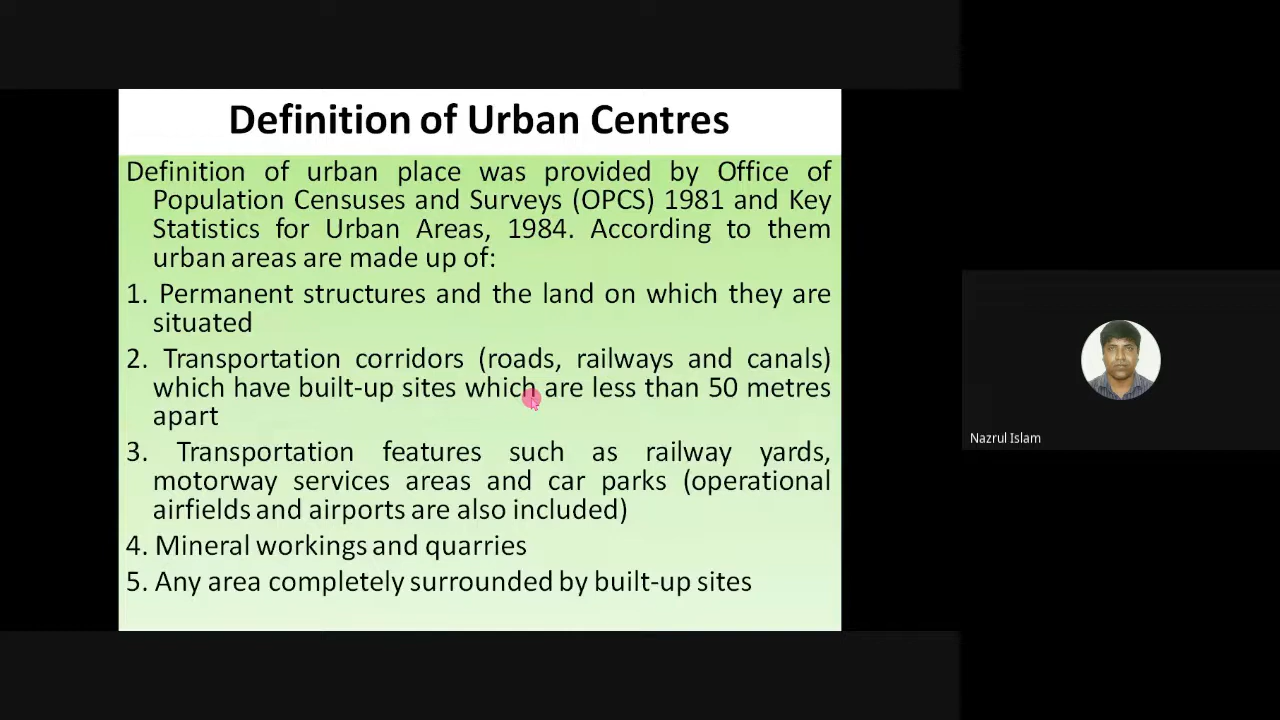 Definition of Urban Centres
Definition of urban place was provided by Office of
Population Censuses and Surveys (OPCS) 1981 and Key
Statistics for Urban Areas, 1984. According to them
urban areas are made up of:
1. Permanent structures and the land on which they are
situated
2. Transportation corridors (roads, railways and canals)
which have built-up sites which are less than 50 metres
apart
3. Transportation features such as railway yards,
motorway services areas and car parks (operational
airfields and airports are also included)
4. Mineral workings and quarries
5. Any area completely surrounded by built-up sites
Nazrul Islam